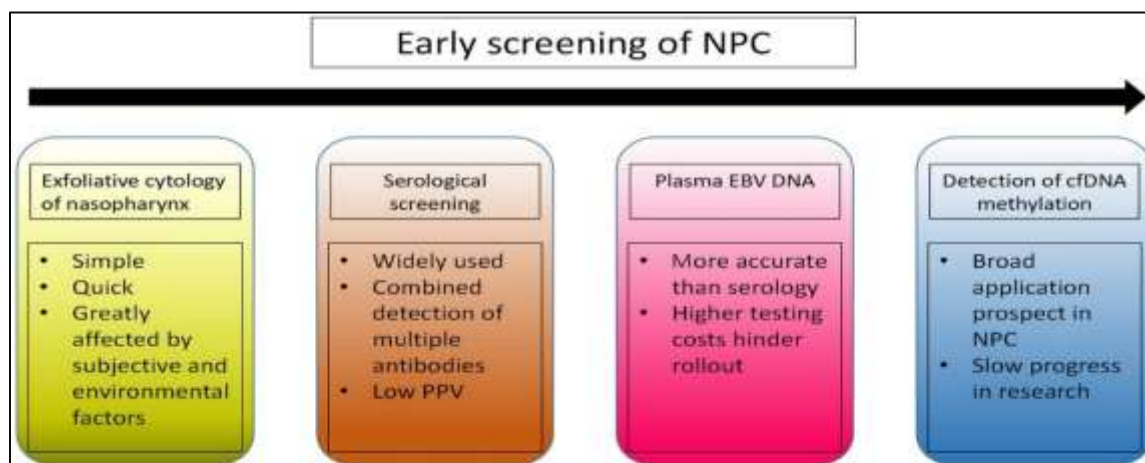 Early screening of NPC
Exfoliative cytology
of nasopharynx
• Simple
• Quick
• Greatly
affected by
subjective and
environmental
factors
Serological
screening
• Widely used
• Combined
detection of
multiple
antibodies
• Low PPV
Plasma EBV DNA
• More accurate
than serology
• Higher testing
costs hinder
rollout
Detection of cfDNA
methylation
• Broad
application
prospect in
NPC
• Slow progress
in research